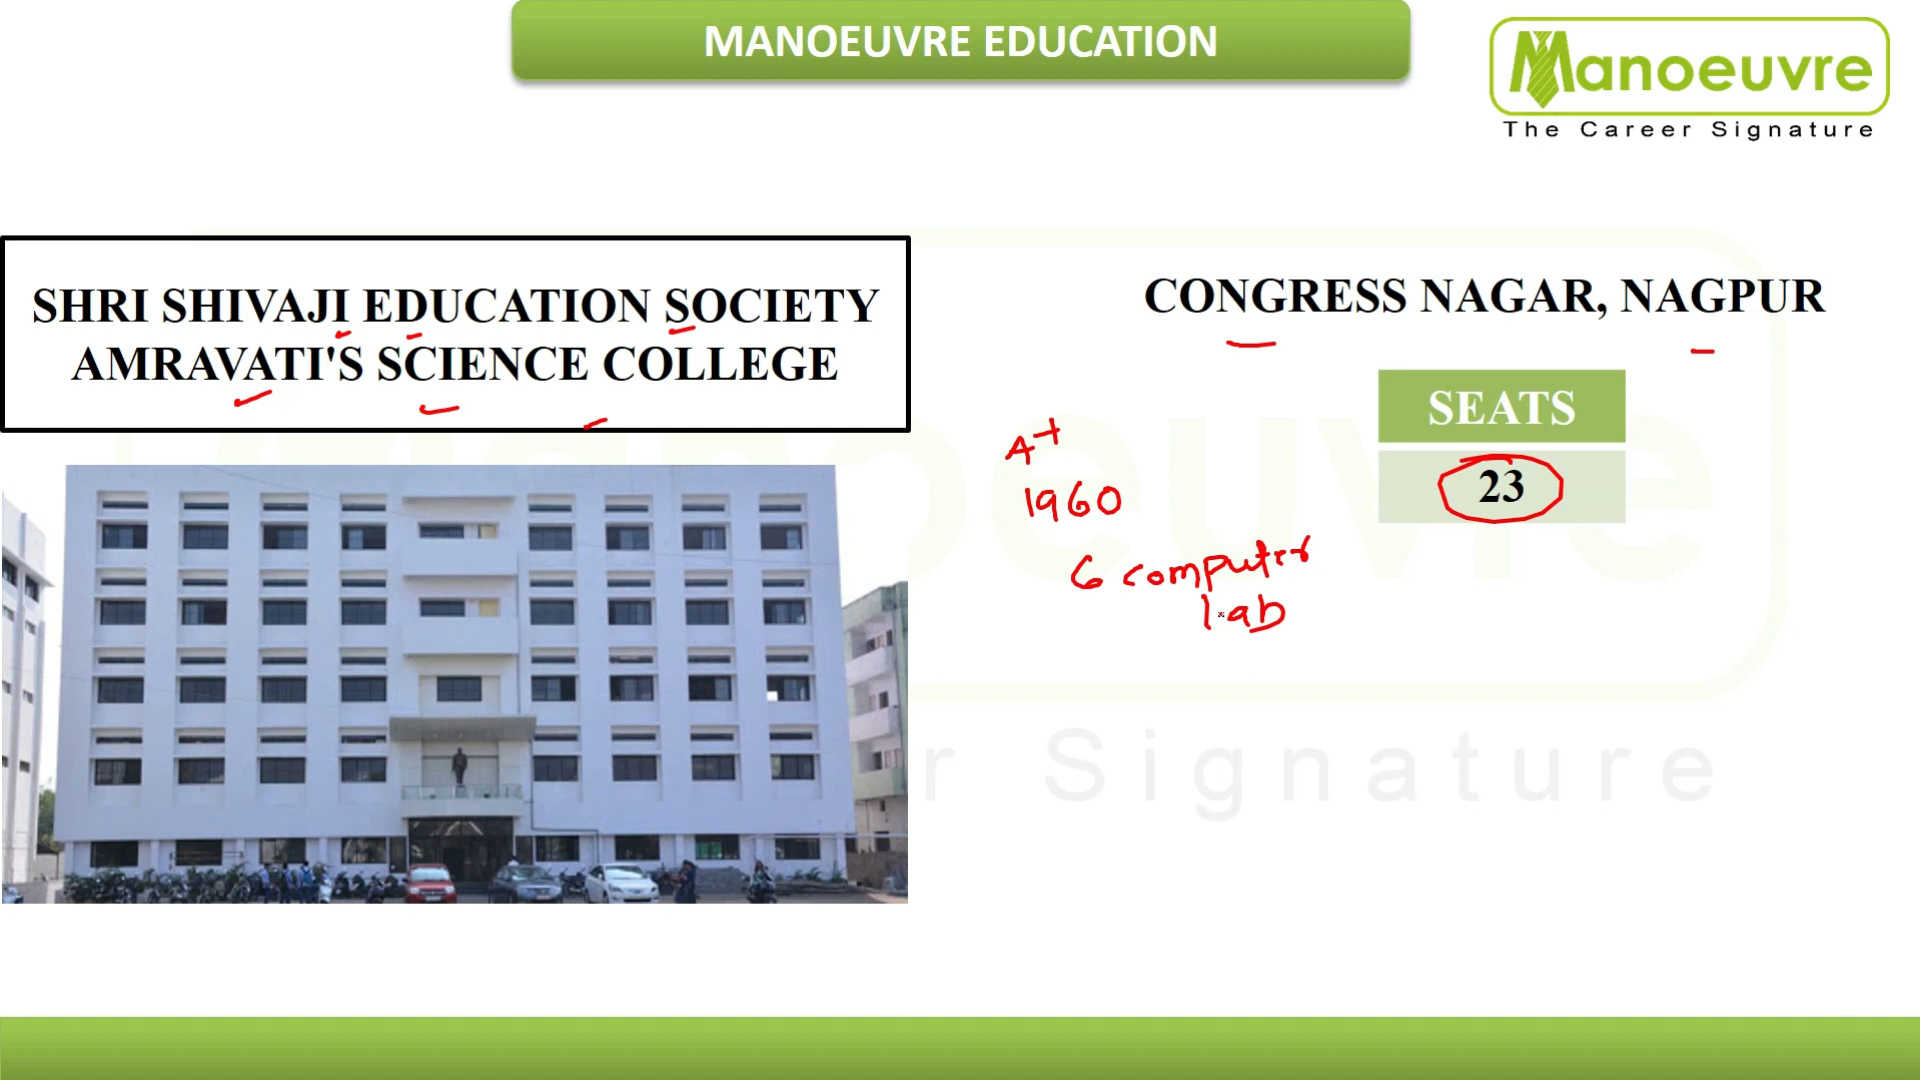 MANOEUVRE EDUCATION
Manoeuvre
The Career Signature
SHRI SHIVAJI EDUCATION SOCIETY
AMRAVATI'S SCIENCE COLLEGE
CONGRESS NAGAR, NAGPUR
SEATS
23
A+
1960
6 computer
lab
r Signature